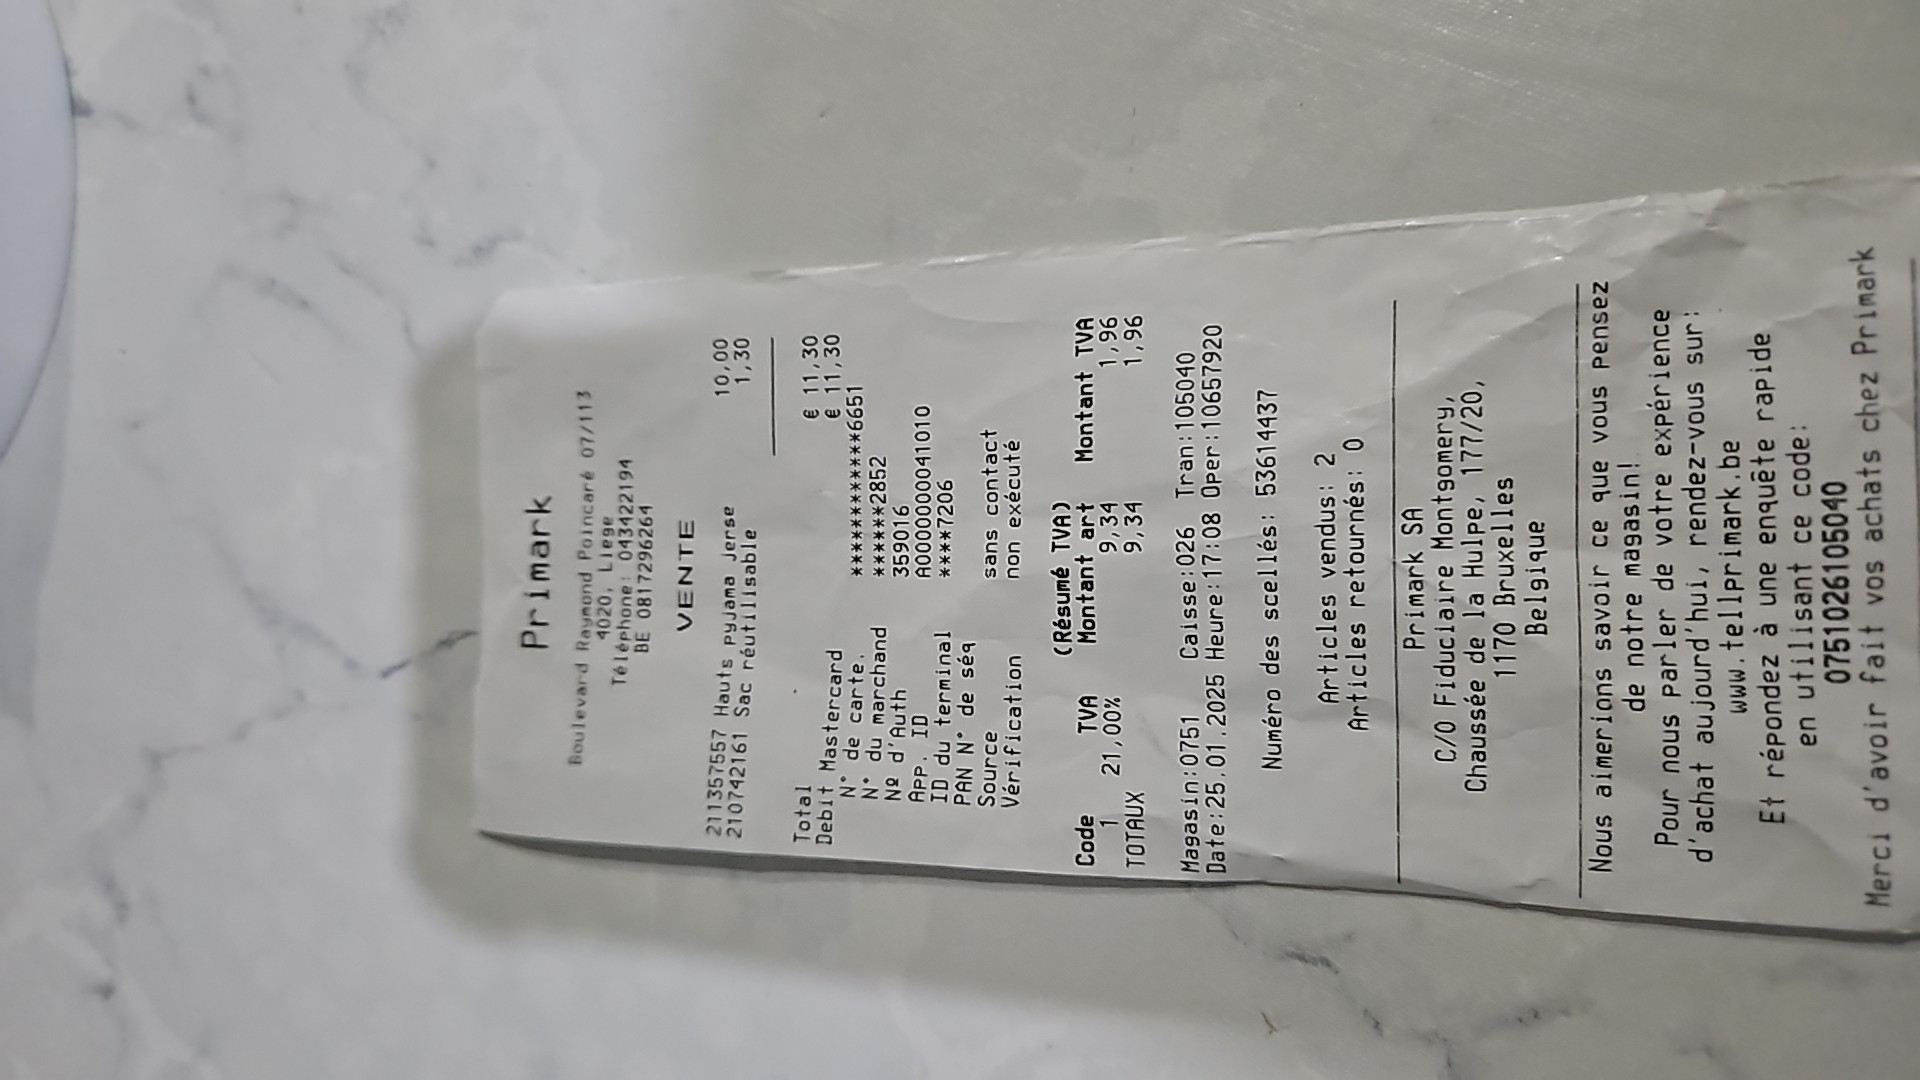 Primark
Boulevard Raymond Poincaré 07/113
4020, Liege
Téléphone: 043422194
BE 0817296264
VENTE
211357557 Hauts pyjama jerse 10,00
210742161 Sac réutilisable 1,30
Total € 11,30
Debit Mastercard € 11,30
N° de carte. ************6651
N° du marchand ******2852
Nº d'Auth 359016
App. ID A0000000041010
ID du terminal ****7206
PAN N° de séq
Source sans contact
Vérification non exécuté
(Résumé TVA)
Code TVA Montant art Montant TVA
1 21,00% 9,34 1,96
TOTAUX 9,34 1,96
Magasin:0751 Caisse:026 Tran:105040
Date:25.01.2025 Heure:17:08 Oper:10657920
Numéro des scellés: 53614437
Articles vendus: 2
Articles retournés: 0
Primark SA
C/O Fiduclaire Montgomery,
Chaussée de la Hulpe, 177/20,
1170 Bruxelles
Belgique
Nous aimerions savoir ce que vous pensez
de notre magasin!
Pour nous parler de votre expérience
d'achat aujourd'hui, rendez-vous sur:
www.tellprimark.be
Et répondez à une enquête rapide
en utilisant ce code:
0751026105040
Merci d'avoir fait vos achats chez Primark